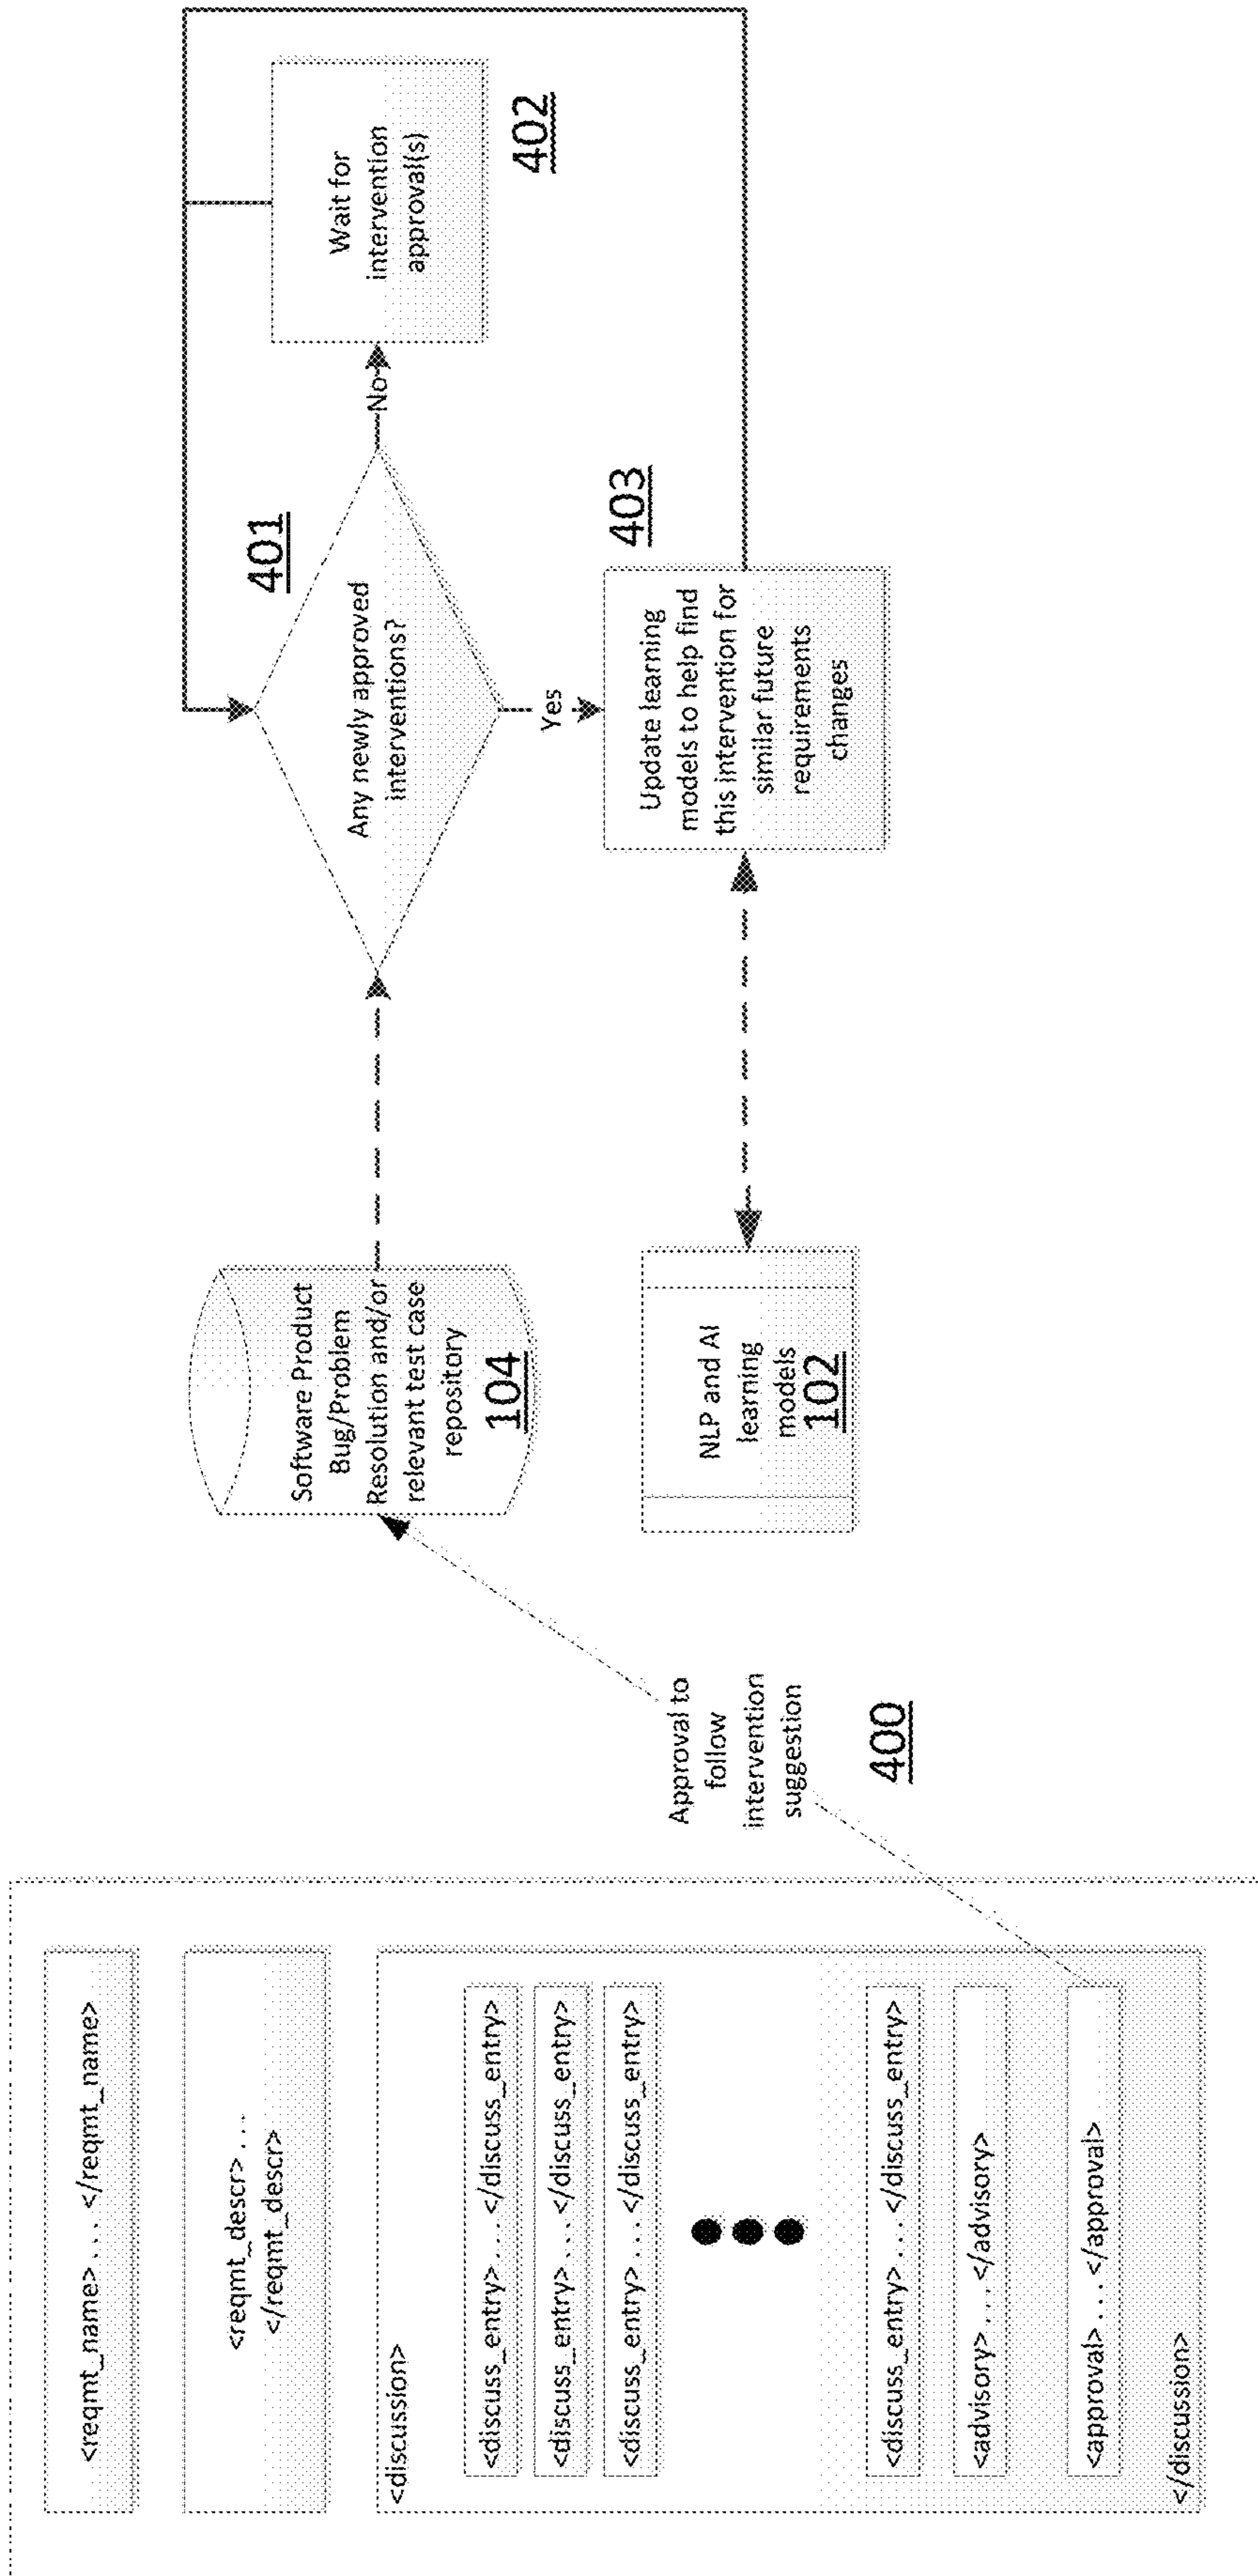 <reqmt_name> . . . </reqmt_name>
<reqmt_descr> . . .
</reqmt_descr>
<discussion>
<discuss_entry> . . . </discuss_entry>
<discuss_entry> . . . </discuss_entry>
<discuss_entry> . . . </discuss_entry>
<discuss_entry> . . . </discuss_entry>
<advisory> . . . </advisory>
<approval> . . . </approval>
</discussion>
Approval to
follow
intervention
suggestion
400
Software Product
Bug/Problem
Resolution and/or
relevant test case
repository
104
NLP and AI
learning
models
102
Any newly approved
interventions?
401
No
Wait for
intervention
approval(s)
402
Yes
Update learning
models to help find
this intervention for
similar future
requirements
changes
403